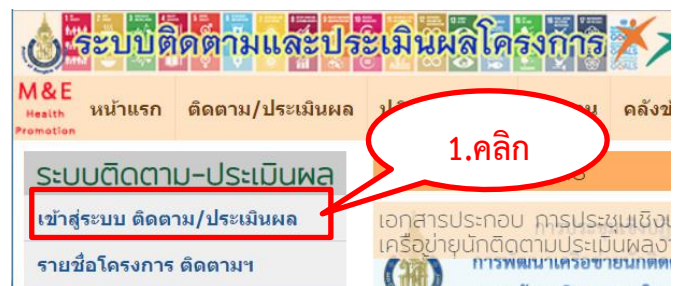 ระบบติดตามและประเมินผลโครงการ
M & E
Health
Promotion
หน้าแรก ติดตาม/ประเมินผล คลัง
1.คลิก
ระบบติดตาม-ประเมินผล
เข้าสู่ระบบ ติดตาม/ประเมินผล
เอกสารประกอบ การประชุมเชิง
เครือข่ายนักติดตามประเมินผล
รายชื่อโครงการ ติดตามฯ
การพัฒนาเครือข่ายนักติด